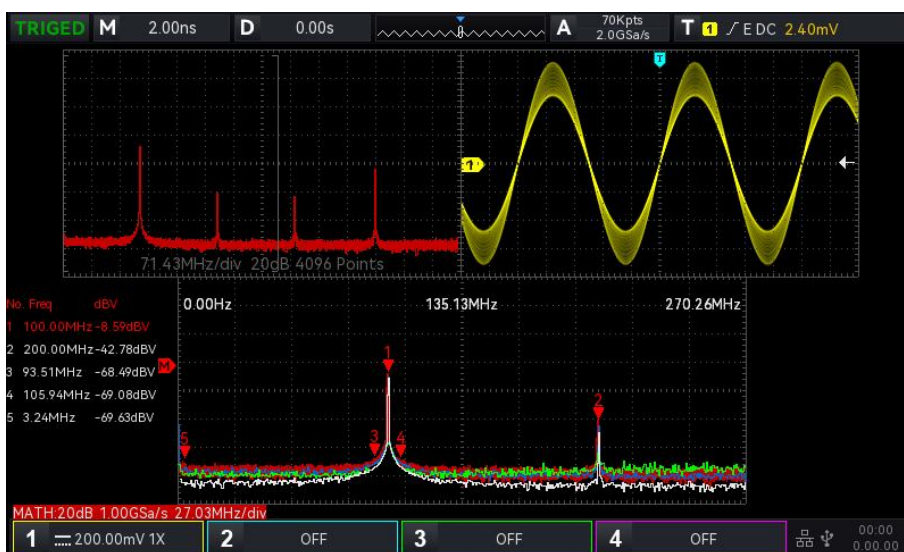 TRIGED M 2.00ns D 0.00s A 70Kpts 2.0GSa/s T 1 E DC 2.40mV
T
1
71.43MHz/div 20dB 4096 Points
No. Freq dBV
1 100.00MHz -8.59dBV
2 200.00MHz -42.78dBV
3 93.51MHz -68.49dBV
4 105.94MHz -69.08dBV
5 3.24MHz -69.63dBV
0.00Hz 135.13MHz 270.26MHz
M
1
2
5 3 4
MATH:20dB 1.00GSa/s 27.03MHz/div
1 200.00mV 1X 2 OFF 3 OFF 4 OFF 00:00
0.00.00